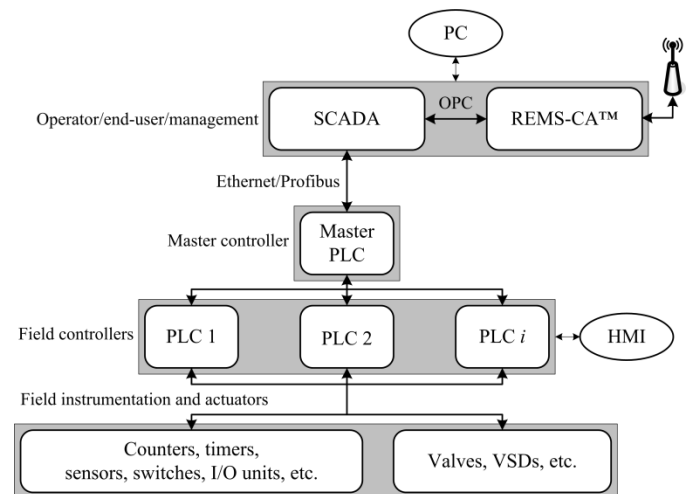 PC
Operator/end-user/management
SCADA
OPC
REMS-CA™
Ethernet/Profibus
Master controller
Master
PLC
Field controllers
PLC 1
PLC 2
PLC i
HMI
Field instrumentation and actuators
Counters, timers,
sensors, switches, I/O units, etc.
Valves, VSDs, etc.